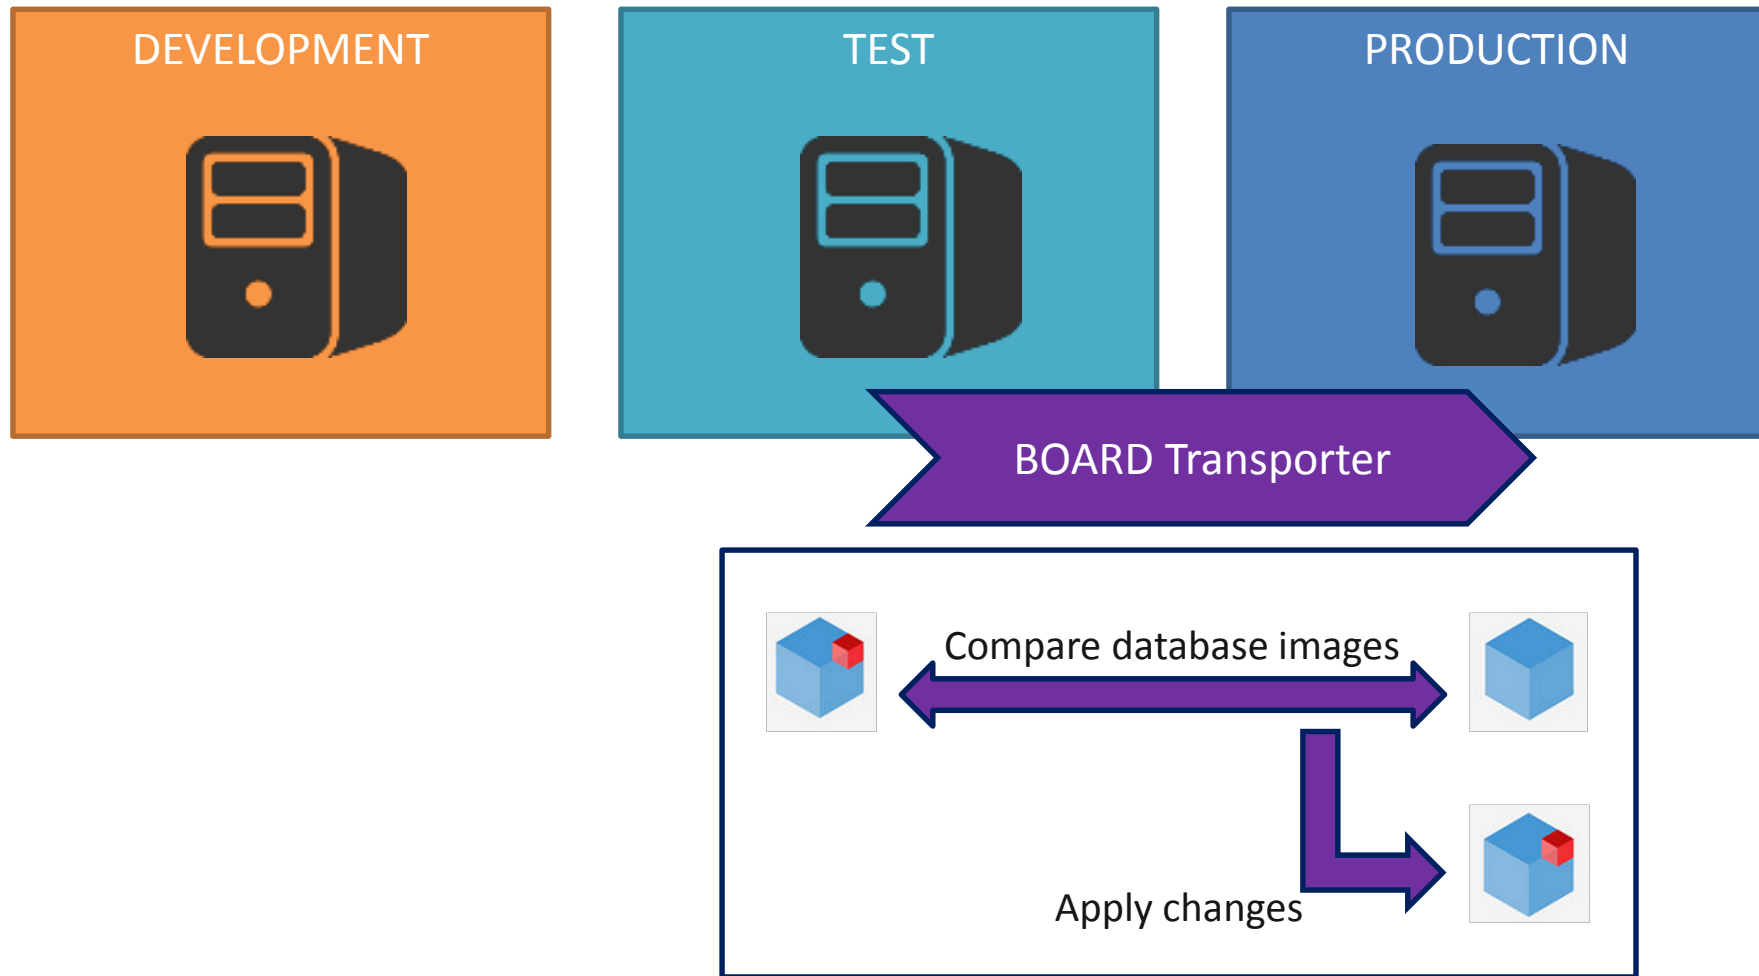 DEVELOPMENT
TEST
PRODUCTION
BOARD Transporter
Compare database images
Apply changes